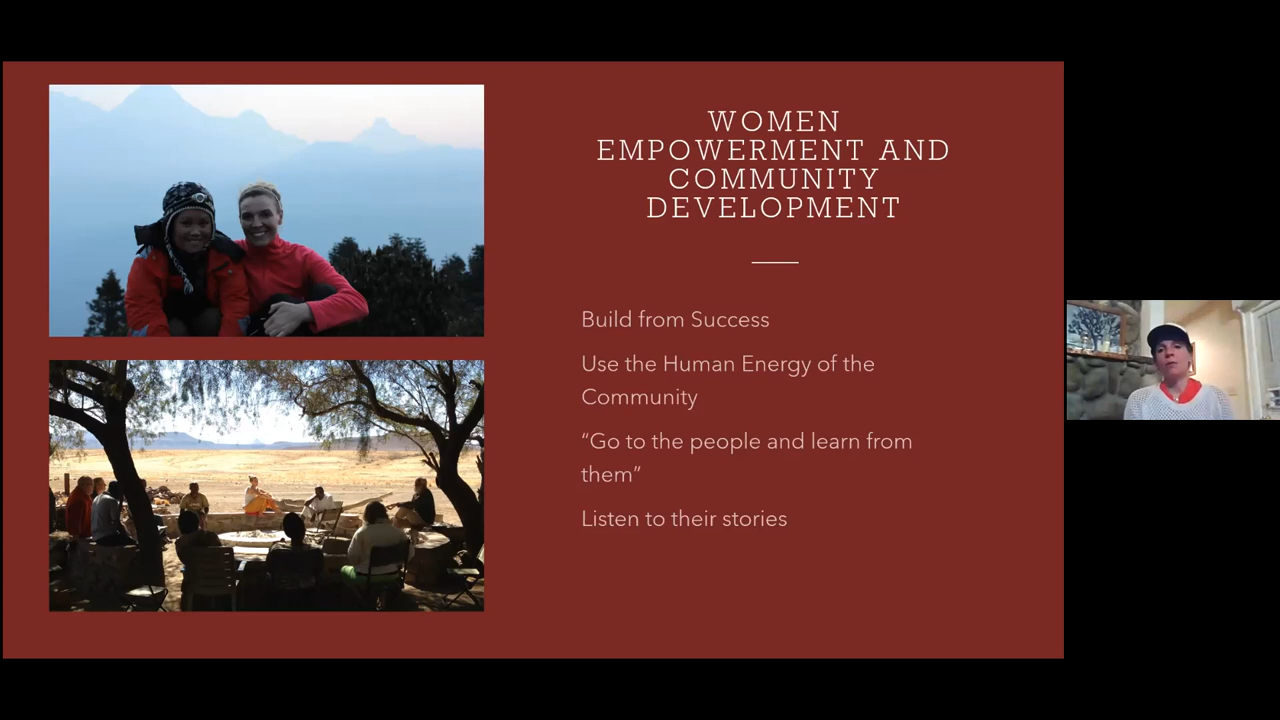 WOMEN
EMPOWERMENT AND
COMMUNITY
DEVELOPMENT
Build from Success
Use the Human Energy of the
Community
“Go to the people and learn from
them”
Listen to their stories